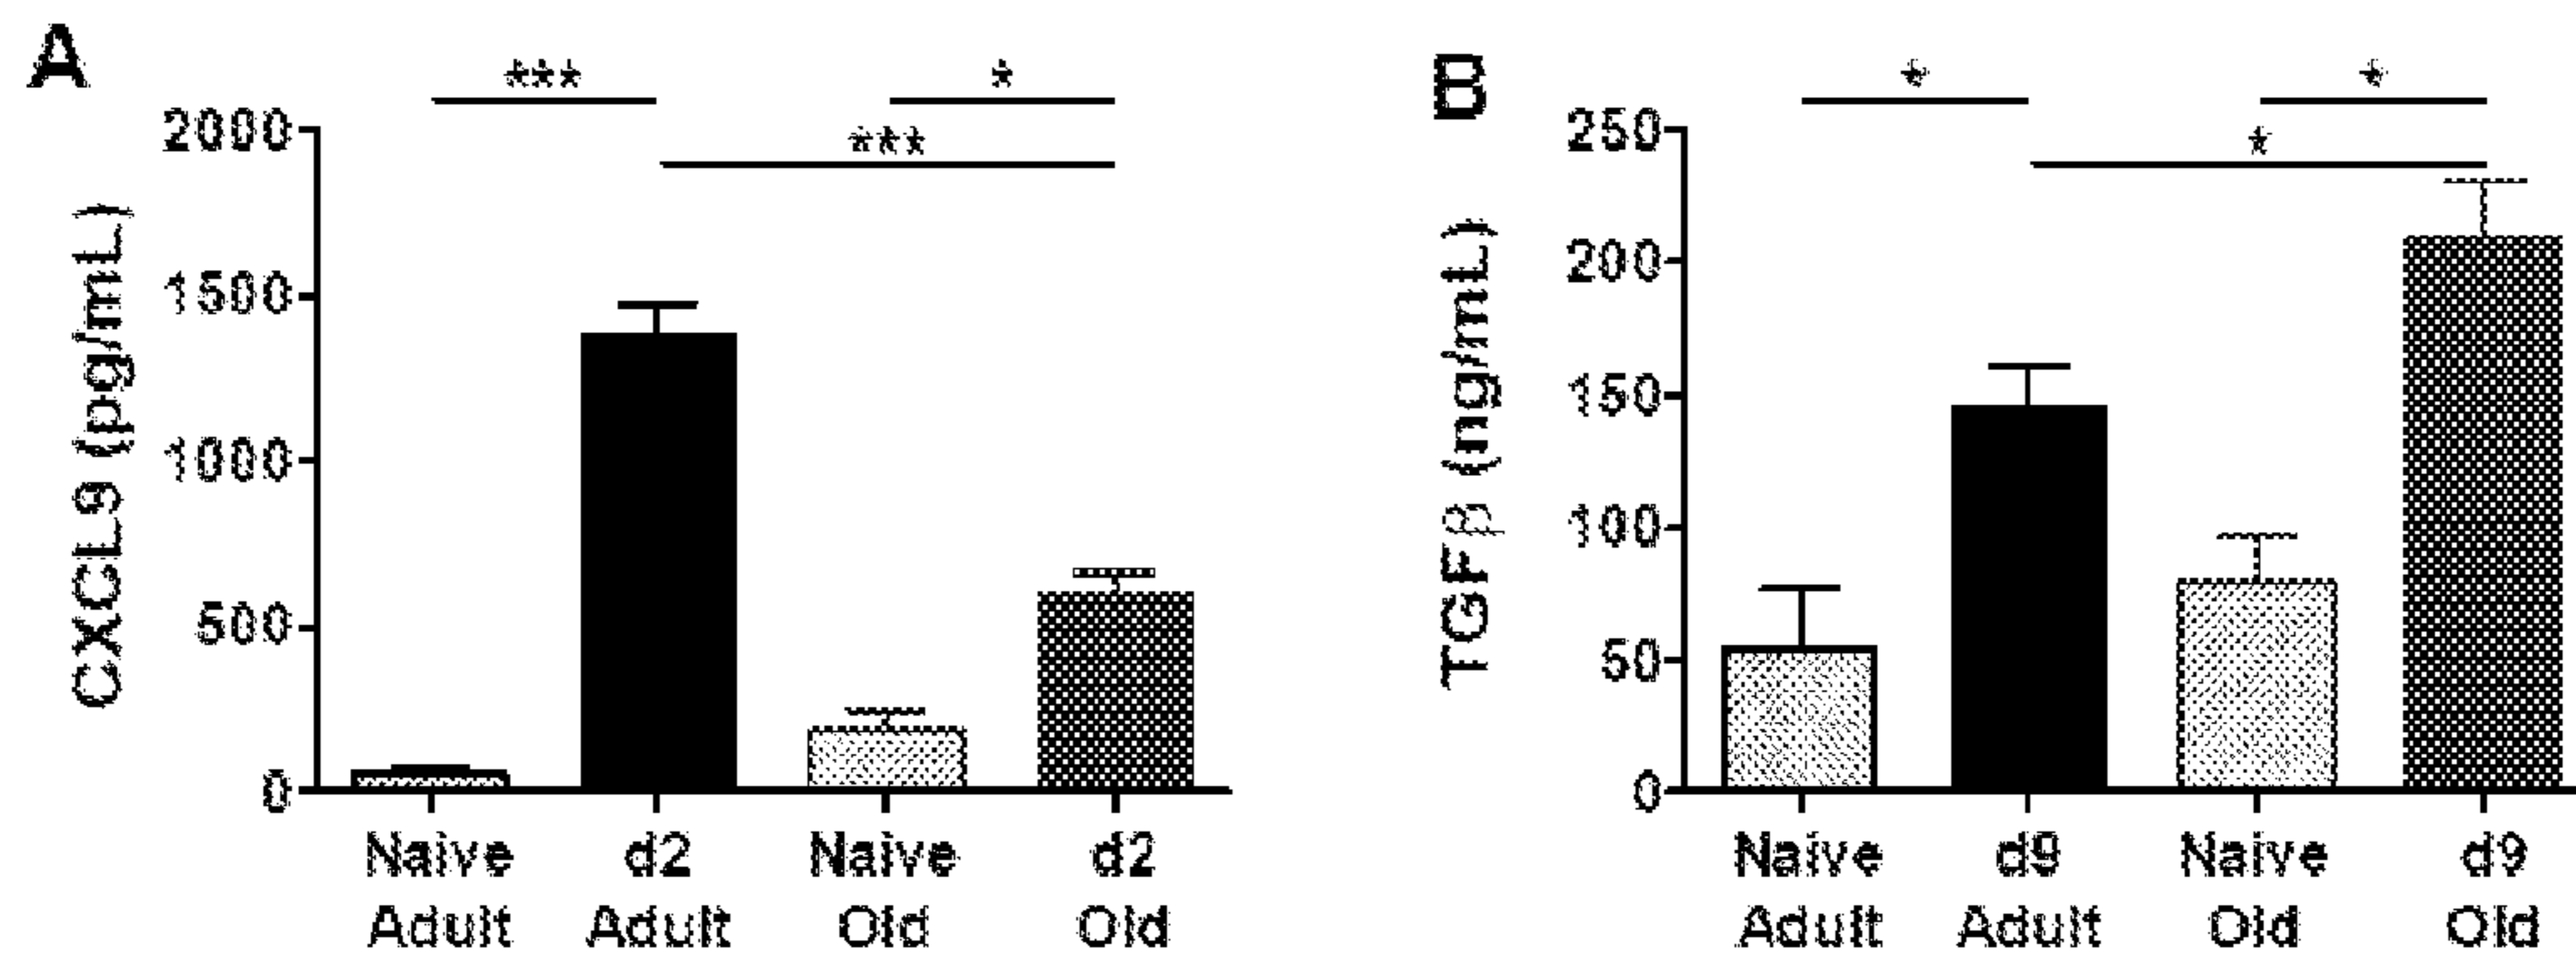 A
*** *
***
2000
1500
1000
500
0
CXCL9 (pg/mL)
Naive d2 Naive d2
Adult Adult Old Old
B
* *
*
250
200
150
100
50
0
TGFβ (ng/mL)
Naive d9 Naive d9
Adult Adult Old Old